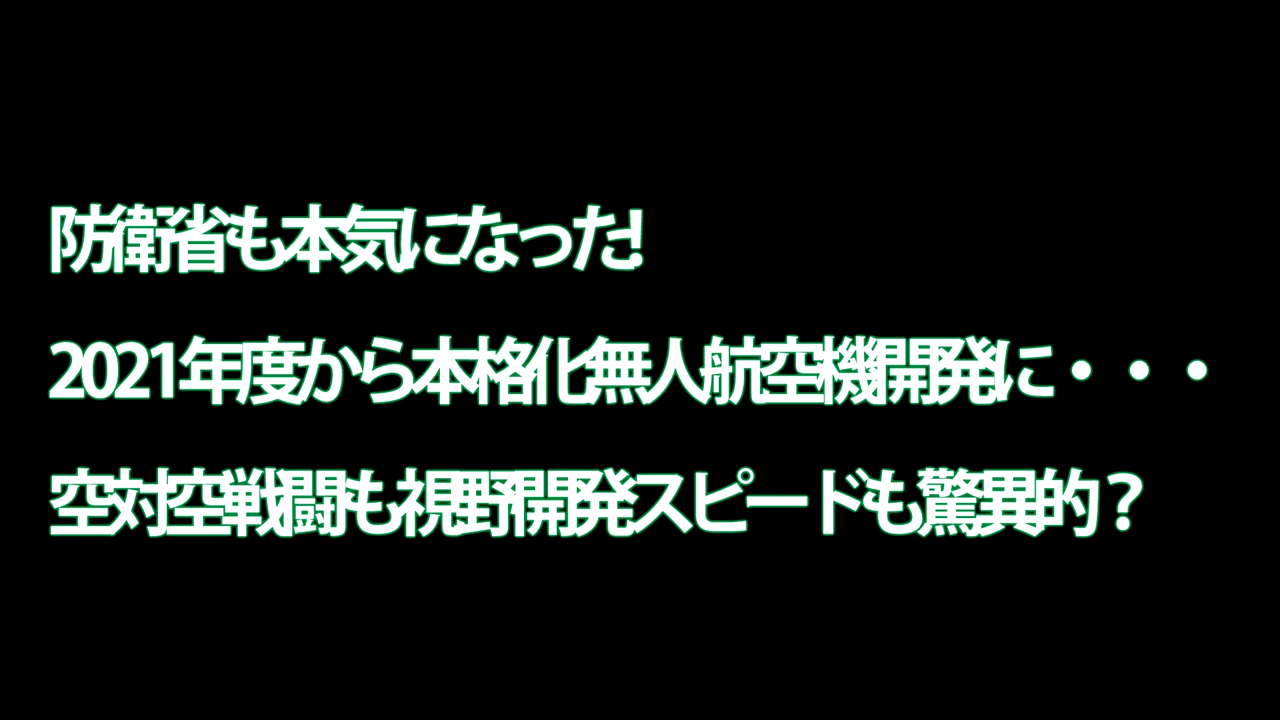 防衛省も本気になった!
2021年度から本格化無人航空機開発に・・・
空対空戦闘も視野開発スピードも驚異的？